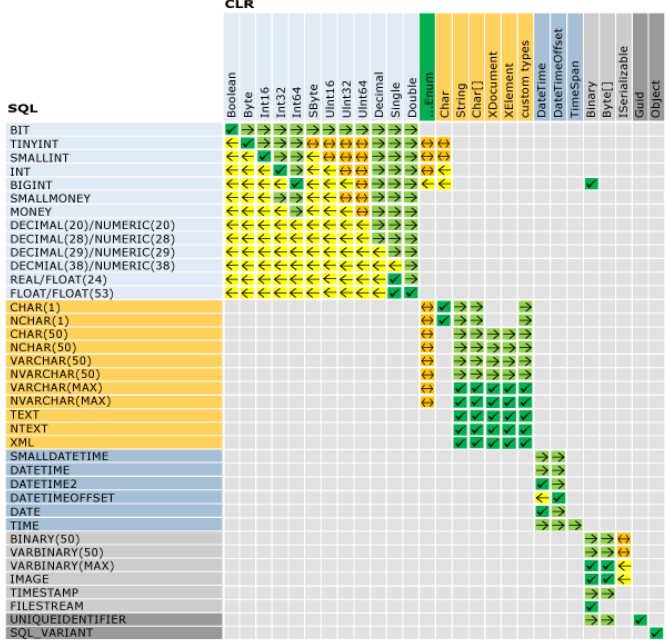 CLR
SQL
Boolean
Byte
Int16
Int32
Int64
SByte
UInt16
UInt32
UInt64
Decimal
Single
Double
...Enum
Char
String
Char[]
XDocument
XElement
custom types
DateTime
DateTimeOffset
TimeSpan
Binary
Byte[]
ISerializable
Guid
Object
BIT
TINYINT
SMALLINT
INT
BIGINT
SMALLMONEY
MONEY
DECIMAL(20)/NUMERIC(20)
DECIMAL(28)/NUMERIC(28)
DECIMAL(29)/NUMERIC(29)
DECMIAL(38)/NUMERIC(38)
REAL/FLOAT(24)
FLOAT/FLOAT(53)
CHAR(1)
NCHAR(1)
CHAR(50)
NCHAR(50)
VARCHAR(50)
NVARCHAR(50)
VARCHAR(MAX)
NVARCHAR(MAX)
TEXT
NTEXT
XML
SMALLDATETIME
DATETIME
DATETIME2
DATETIMEOFFSET
DATE
TIME
BINARY(50)
VARBINARY(50)
VARBINARY(MAX)
IMAGE
TIMESTAMP
FILESTREAM
UNIQUEIDENTIFIER
SQL_VARIANT